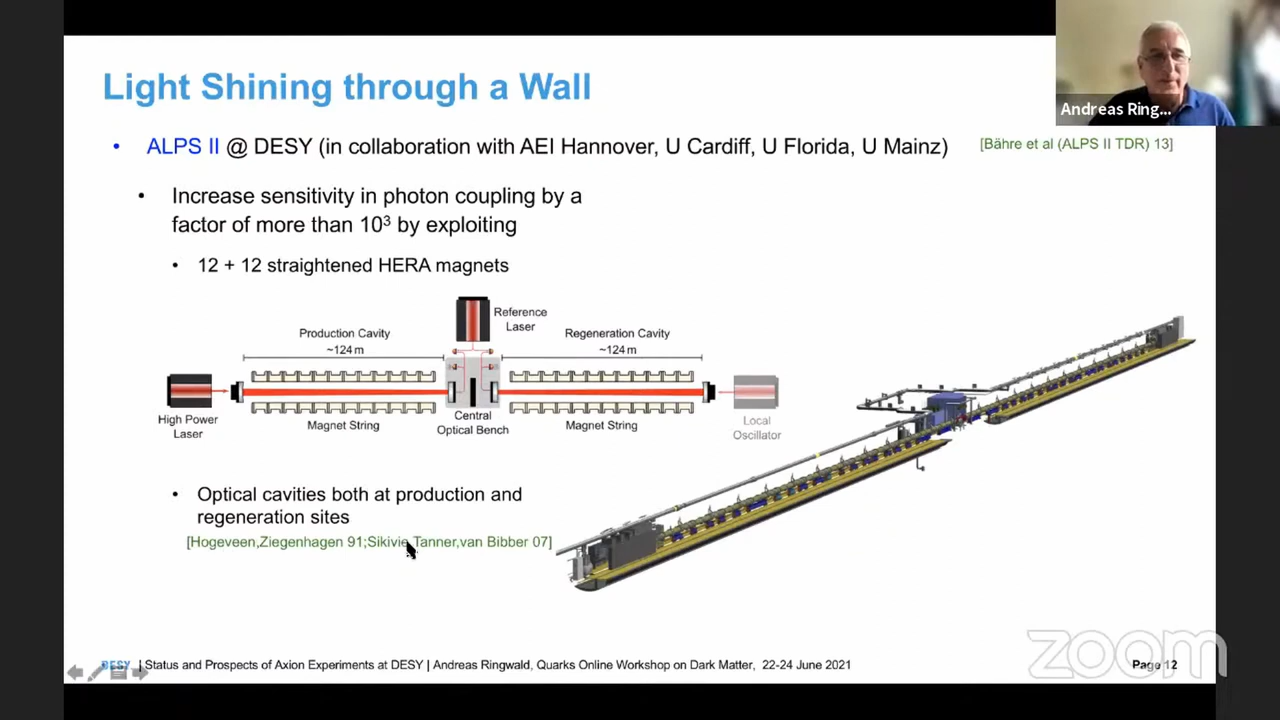 Light Shining through a Wall
Andreas Ring...
• ALPS II @ DESY (in collaboration with AEI Hannover, U Cardiff, U Florida, U Mainz)
[Bähre et al (ALPS II TDR) 13]
• Increase sensitivity in photon coupling by a
factor of more than 10³ by exploiting
• 12 + 12 straightened HERA magnets
Reference
Laser
Production Cavity
~124 m
Regeneration Cavity
~124 m
High Power
Laser
Magnet String
Central
Optical Bench
Magnet String
Local
Oscillator
• Optical cavities both at production and
regeneration sites
[Hogeveen,Ziegenhagen 91;Sikivie,Tanner,van Bibber 07]
DESY | Status and Prospects of Axion Experiments at DESY | Andreas Ringwald, Quarks Online Workshop on Dark Matter, 22-24 June 2021
Page 12
zoom